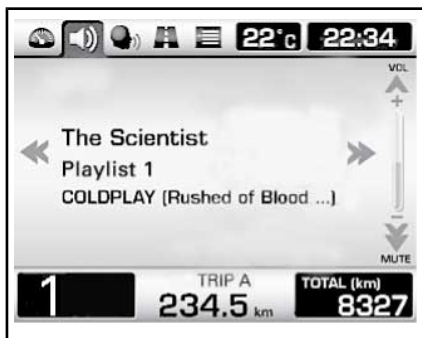 22°C 22:34
VOL
+
The Scientist
Playlist 1
COLDPLAY (Rushed of Blood ...)
-
MUTE
1
TRIP A
234.5 km
TOTAL (km)
8327